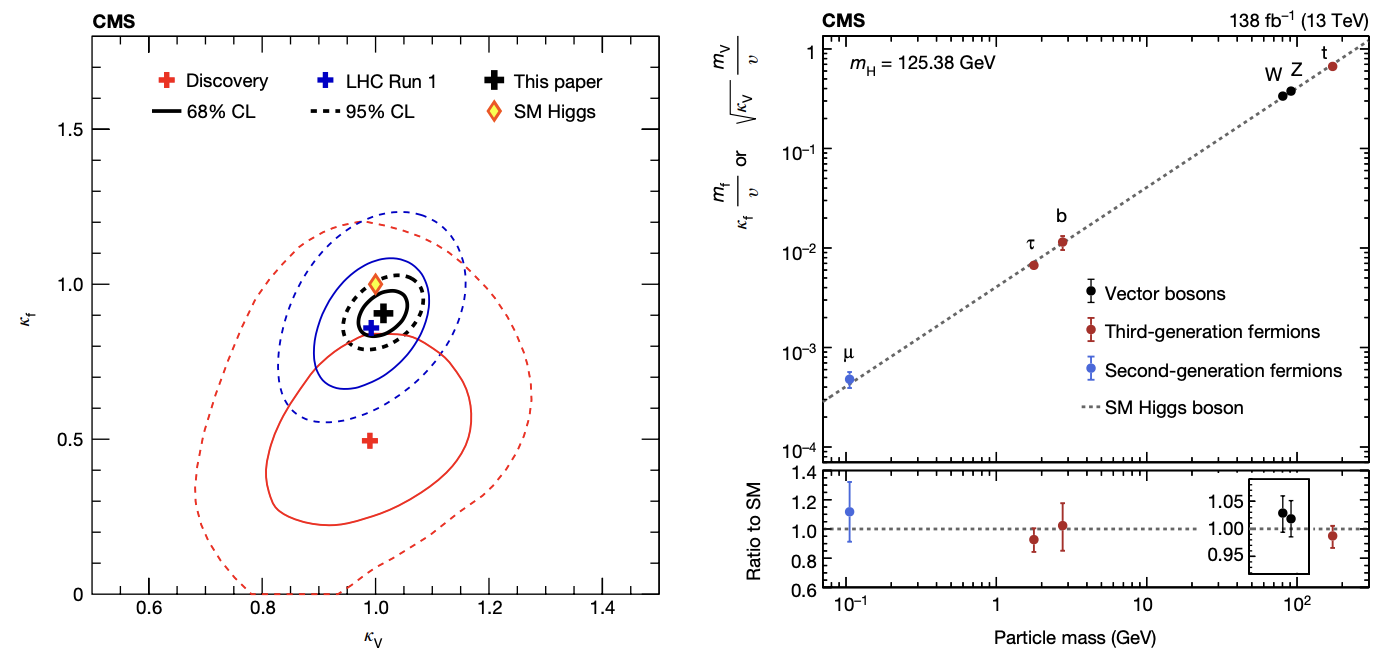 CMS
Discovery LHC Run 1 This paper
68% CL 95% CL SM Higgs
1.5
1.0
0.5
0
κf
0.6 0.8 1.0 1.2 1.4
κV
CMS 138 fb⁻¹ (13 TeV)
mH = 125.38 GeV
κf mf/v or √κV mV/v
1
10⁻¹
10⁻²
10⁻³
10⁻⁴
W Z t
b
τ
μ
Vector bosons
Third-generation fermions
Second-generation fermions
SM Higgs boson
Ratio to SM
1.4
1.2
1.0
0.8
0.6
1.05
1.00
0.95
10⁻¹ 1 10 10²
Particle mass (GeV)